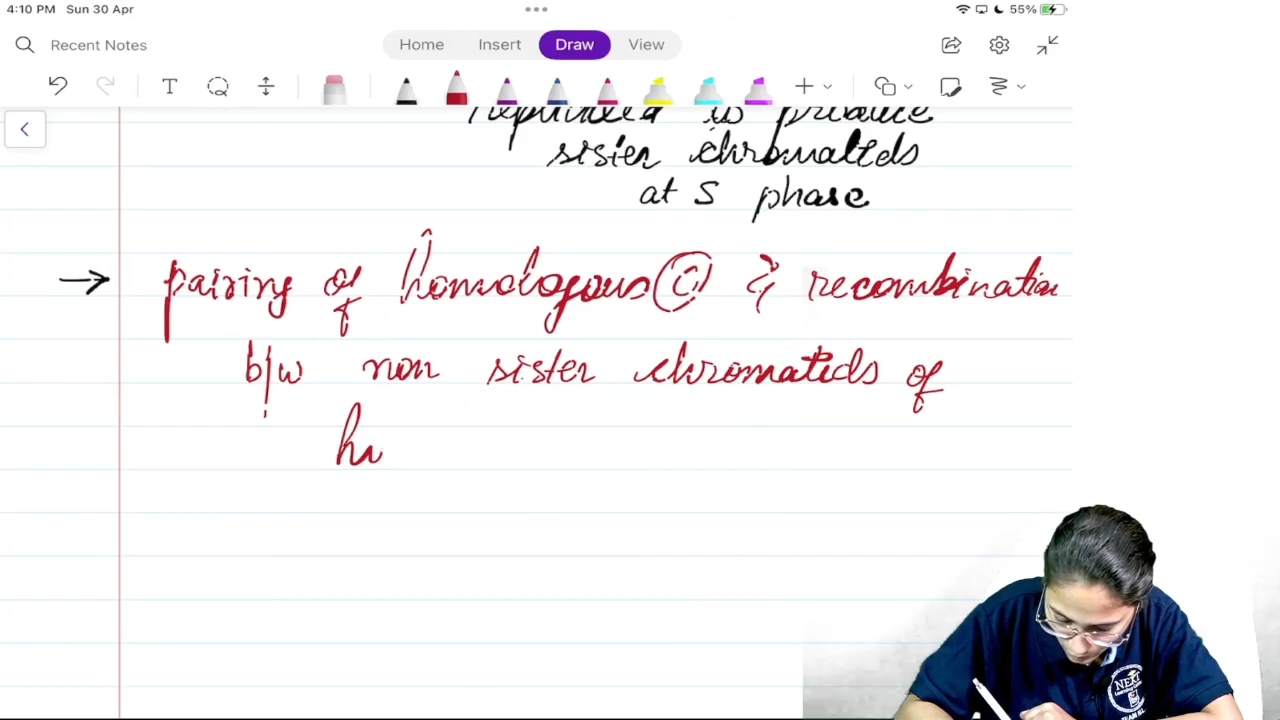 4:10 PM Sun 30 Apr
55%
Recent Notes
Home Insert Draw View
sister chromatids
at S phase
→ pairing of homologous Ⓒ & recombination
b/w non sister chromatids of
NEXT